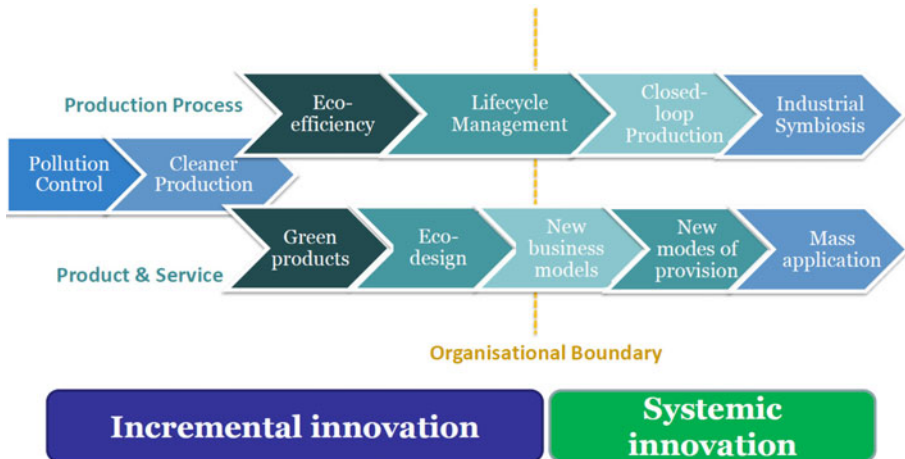 Production Process
Eco-
efficiency
Lifecycle
Management
Closed-
loop
Production
Industrial
Symbiosis
Pollution
Control
Cleaner
Production
Product & Service
Green
products
Eco-
design
New
business
models
New
modes of
provision
Mass
application
Organisational Boundary
Incremental innovation
Systemic
innovation